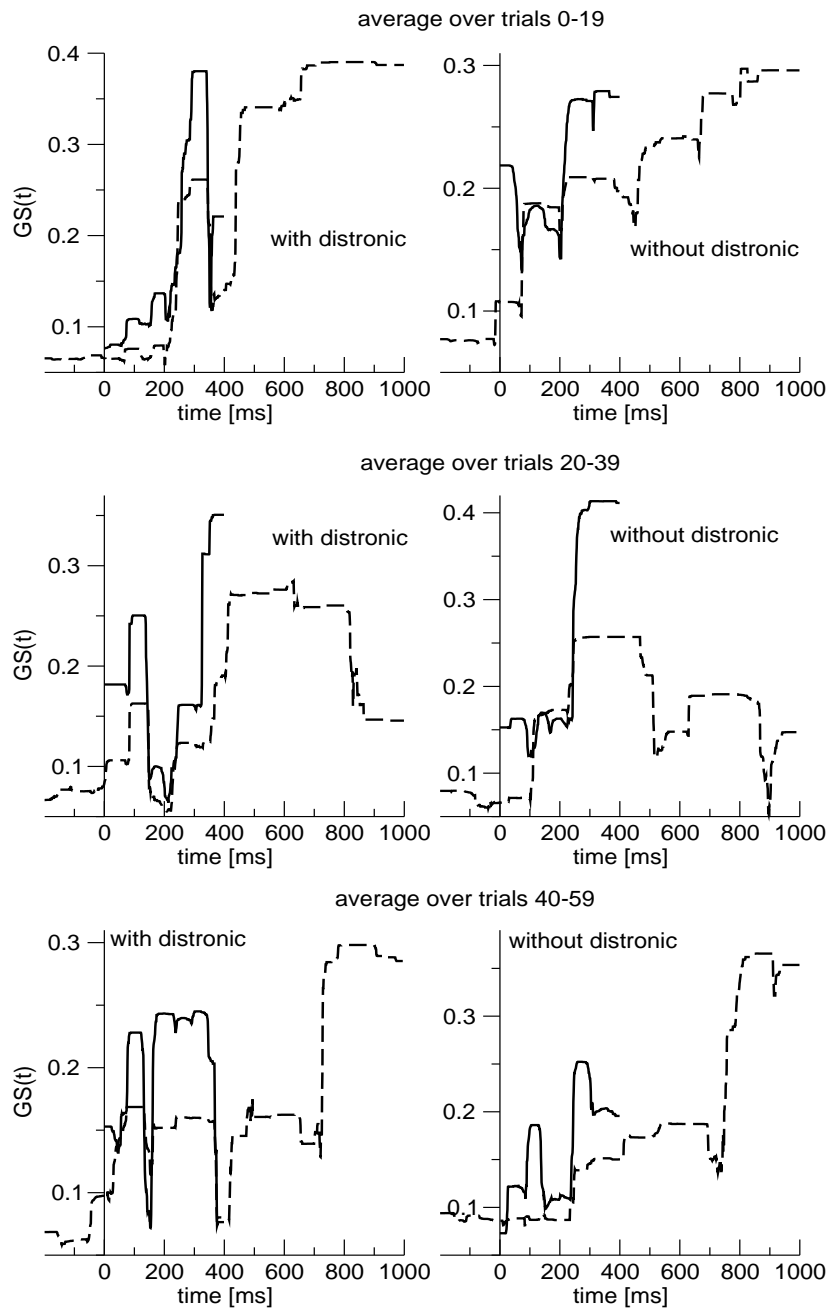 average over trials 0-19
0.4
0.3
0.2
0.1
GS(t)
with distronic
0 200 400 600 800 1000
time [ms]
0.3
0.2
0.1
without distronic
0 200 400 600 800 1000
time [ms]
average over trials 20-39
0.3
0.2
0.1
GS(t)
with distronic
0 200 400 600 800 1000
time [ms]
0.4
0.3
0.2
0.1
without distronic
0 200 400 600 800 1000
time [ms]
average over trials 40-59
0.3
0.2
0.1
GS(t)
with distronic
0 200 400 600 800 1000
time [ms]
without distronic
0.3
0.2
0.1
0 200 400 600 800 1000
time [ms]